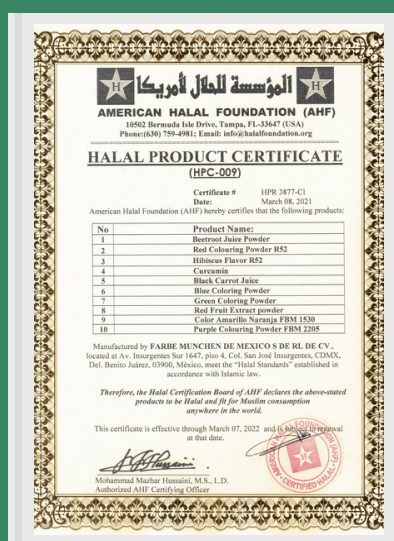 المؤسسة للحلال لأمريكا
AMERICAN HALAL FOUNDATION (AHF)
10502 Bermuda Isle Drive, Tampa, FL-33647 (USA)
Phone:(630) 759-4981; Email: info@halalfoundation.org
HALAL PRODUCT CERTIFICATE
(HPC-009)
Certificate # HPR 3877-C1
Date: March 08, 2021
American Halal Foundation (AHF) hereby certifies that the following products:
No Product Name:
1 Beetroot Juice Powder
2 Red Colouring Powder R52
3 Hibiscus Flavor R52
4 Curcumin
5 Black Carrot Juice
6 Blue Coloring Powder
7 Green Coloring Powder
8 Red Fruit Extract powder
9 Color Amarillo Naranja FBM 1530
10 Purple Colouring Powder FBM 2205
Manufactured by FARBE MUNCHEN DE MEXICO S DE RL DE CV.,
located at Av. Insurgentes Sur 1647, piso 4, Col. San José Insurgentes, CDMX,
Del. Benito Juárez, 03900, México, meet the "Halal Standards" established in
accordance with Islamic law.
Therefore, the Halal Certification Board of AHF declares the above-stated
products to be Halal and fit for Muslim consumption
anywhere in the world.
This certificate is effective through March 07, 2022 and is subject to renewal
at that date.
H
CERTIFIED HALAL
Mohammad Mazhar Hussaini, M.S., L.D.
Authorized AHF Certifying Officer